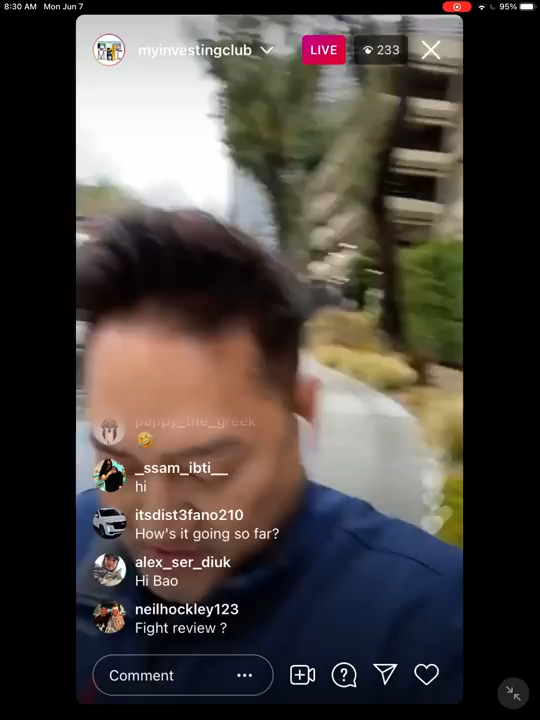 8:30 AM Mon Jun 7
95%
myinvestingclub
LIVE
233
pappy_the_greek
_ssam_ibti__
hi
itsdist3fano210
How's it going so far?
alex_ser_diuk
Hi Bao
neilhockley123
Fight review ?
Comment